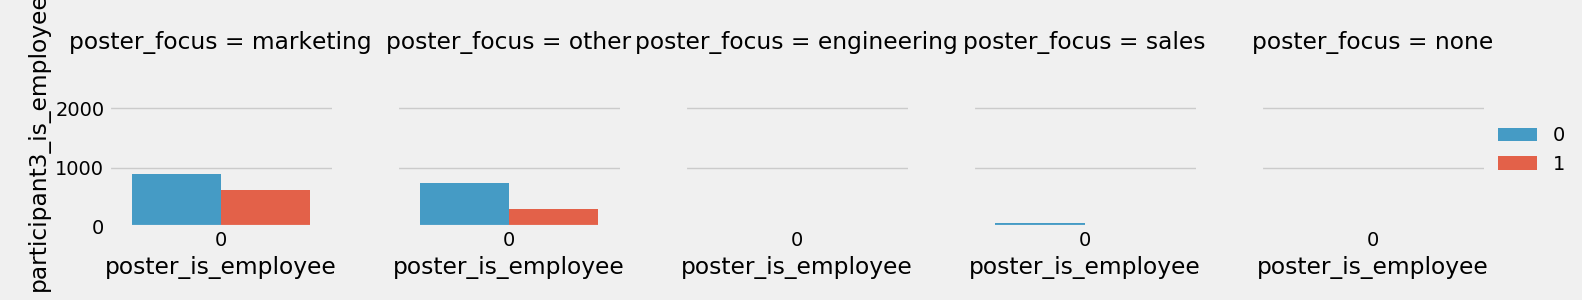 poster_focus = marketing
poster_focus = other
poster_focus = engineering
poster_focus = sales
poster_focus = none
participant3_is_employee
2000
1000
0
0
poster_is_employee
0
poster_is_employee
0
poster_is_employee
0
poster_is_employee
0
poster_is_employee
0
1